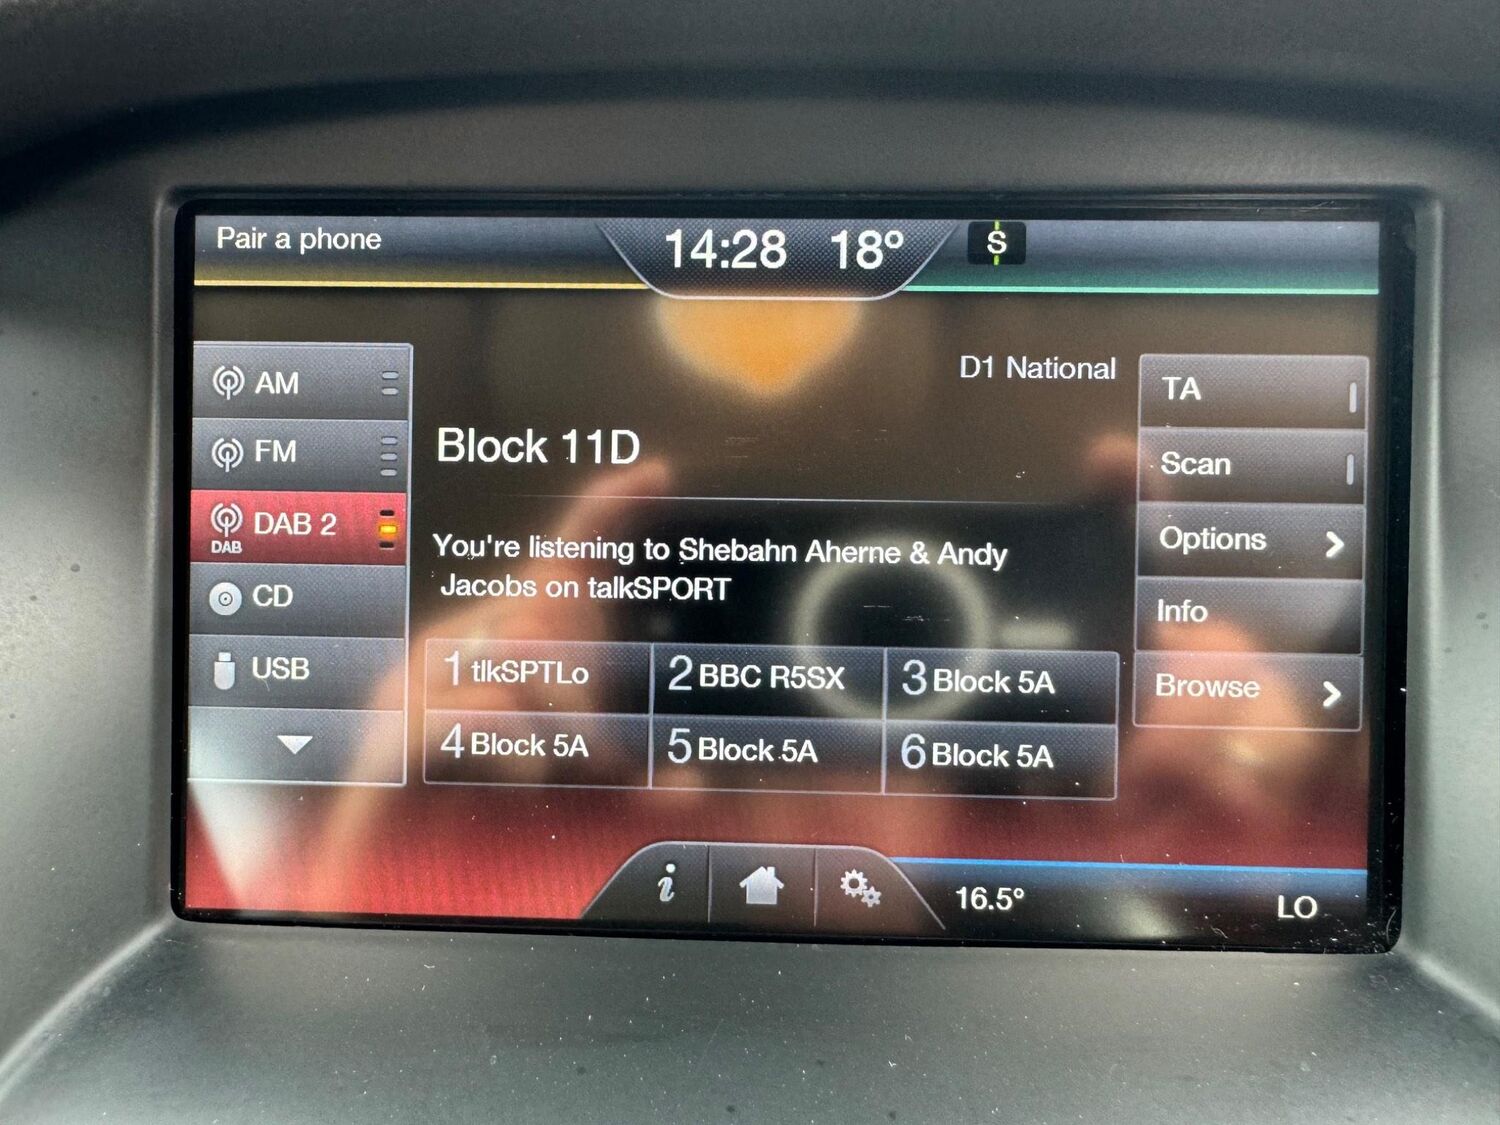 Pair a phone
14:28 18°
S
AM
FM
DAB
DAB 2
CD
USB
D1 National
Block 11D
You're listening to Shebahn Aherne & Andy
Jacobs on talkSPORT
1 tlkSPTLo
2 BBC R5SX
3 Block 5A
4 Block 5A
5 Block 5A
6 Block 5A
TA
Scan
Options
Info
Browse
i
16.5°
LO